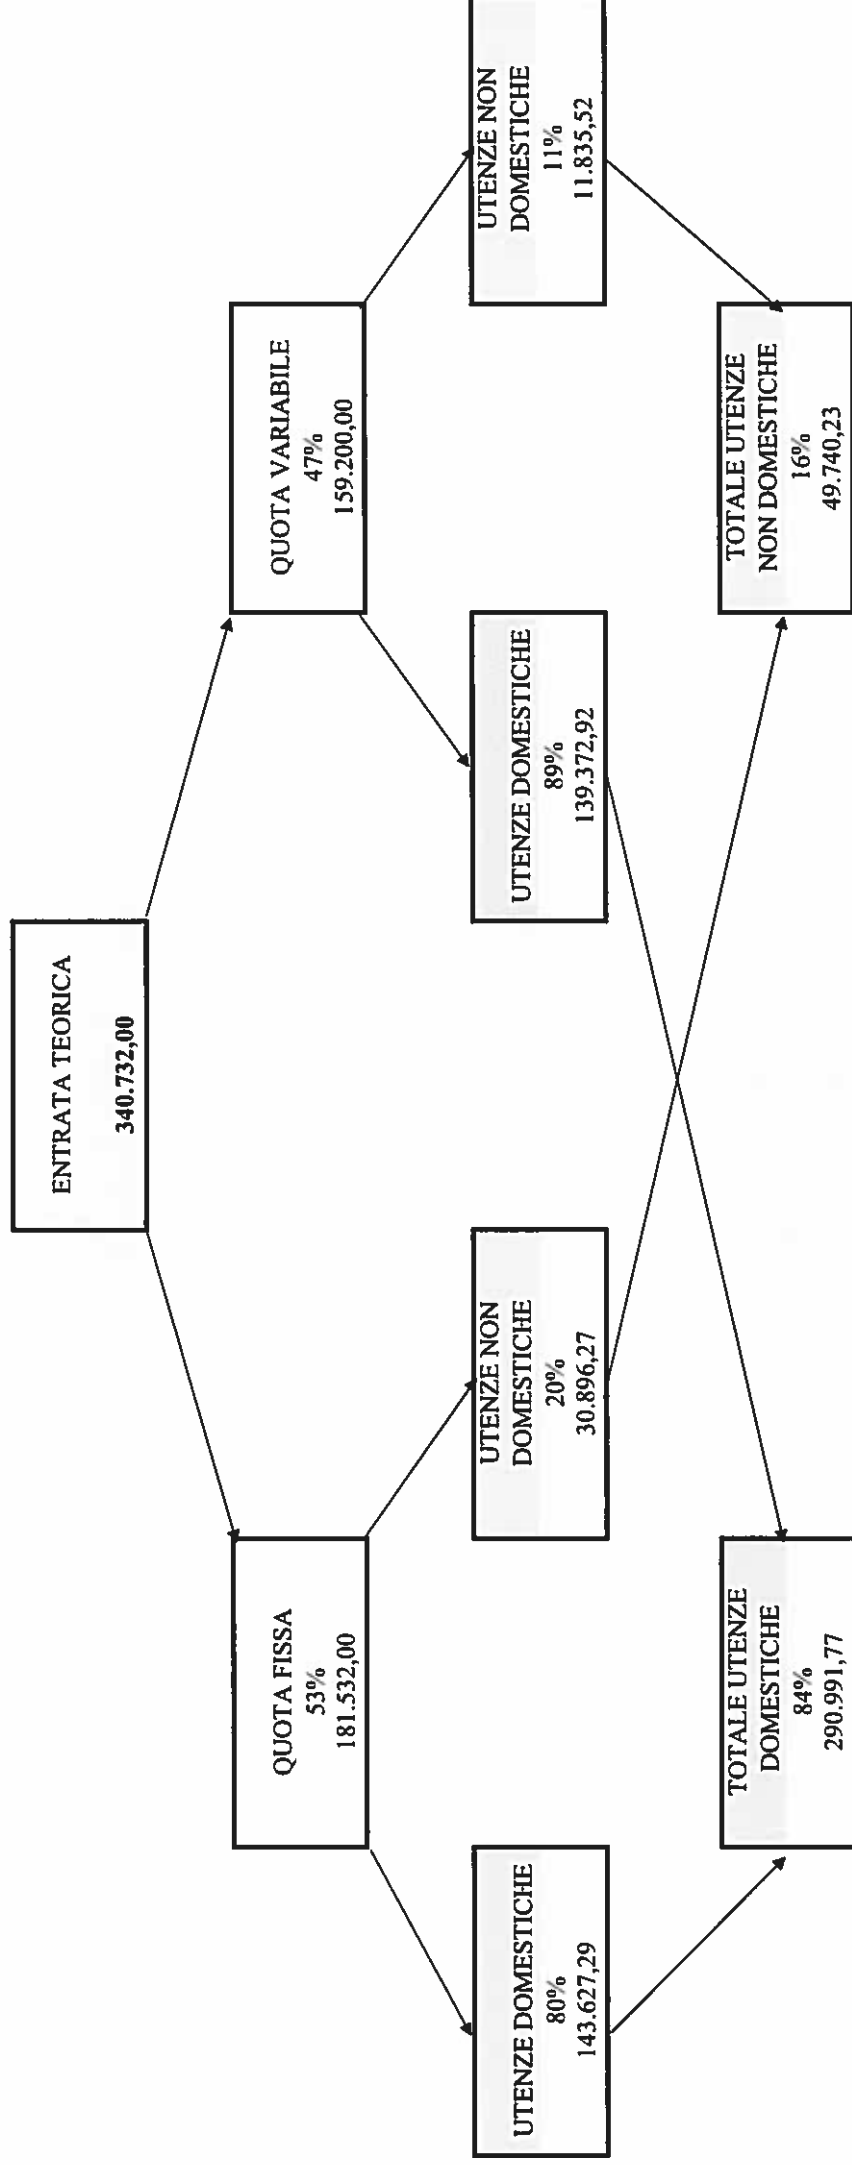 ENTRATA TEORICA
340.732,00
QUOTA FISSA
53%
181.532,00
QUOTA VARIABILE
47%
159.200,00
UTENZE DOMESTICHE
80%
143.627,29
UTENZE NON
DOMESTICHE
20%
30.896,27
UTENZE DOMESTICHE
89%
139.372,92
UTENZE NON
DOMESTICHE
11%
11.835,52
TOTALE UTENZE
DOMESTICHE
84%
290.991,77
TOTALE UTENZE
NON DOMESTICHE
16%
49.740,23